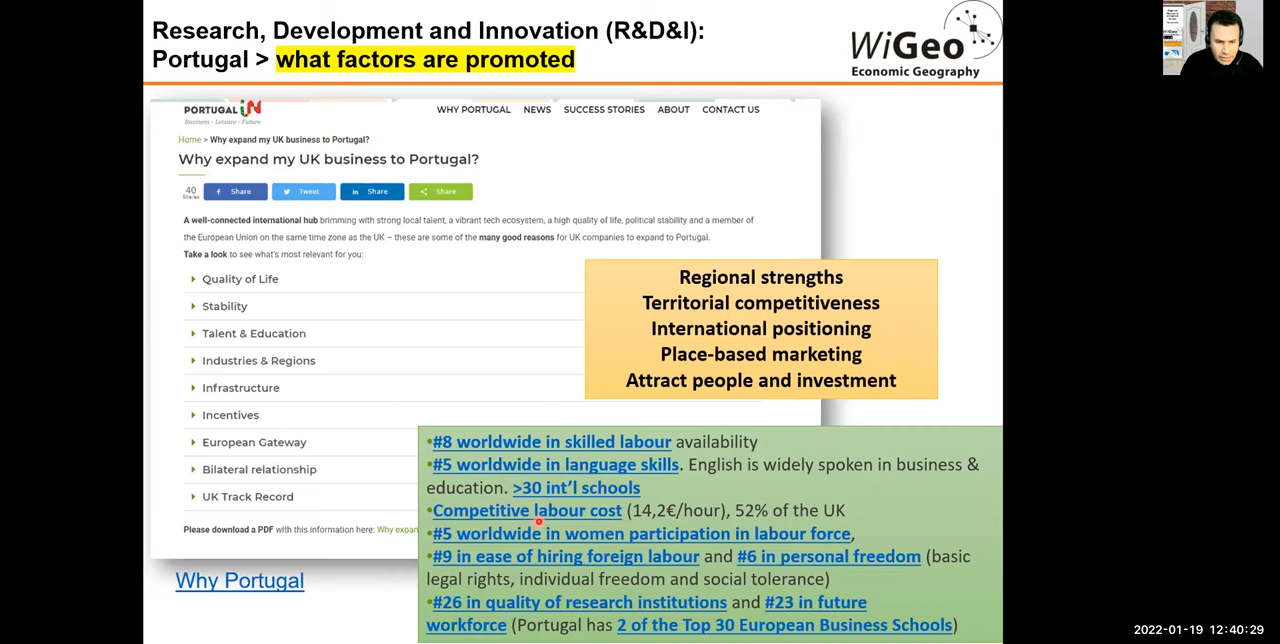 Research, Development and Innovation (R&D&I):
Portugal > what factors are promoted
WiGeo
Economic Geography
PORTUGAL IN
Business - Leisure - Future
WHY PORTUGAL NEWS SUCCESS STORIES ABOUT CONTACT US
Home > Why expand my UK business to Portugal?
Why expand my UK business to Portugal?
40
Shares
Share
Tweet
Share
Share
A well-connected international hub brimming with strong local talent, a vibrant tech ecosystem, a high quality of life, political stability and a member of
the European Union on the same time zone as the UK – these are some of the many good reasons for UK companies to expand to Portugal.
Take a look to see what's most relevant for you:
Quality of Life
Stability
Talent & Education
Industries & Regions
Infrastructure
Incentives
European Gateway
Bilateral relationship
UK Track Record
Please download a PDF with this information here: Why expan
Why Portugal
Regional strengths
Territorial competitiveness
International positioning
Place-based marketing
Attract people and investment
•#8 worldwide in skilled labour availability
•#5 worldwide in language skills. English is widely spoken in business &
education. >30 int'l schools
•Competitive labour cost (14,2€/hour), 52% of the UK
•#5 worldwide in women participation in labour force,
•#9 in ease of hiring foreign labour and #6 in personal freedom (basic
legal rights, individual freedom and social tolerance)
•#26 in quality of research institutions and #23 in future
workforce (Portugal has 2 of the Top 30 European Business Schools)
2022-01-19 12:40:29